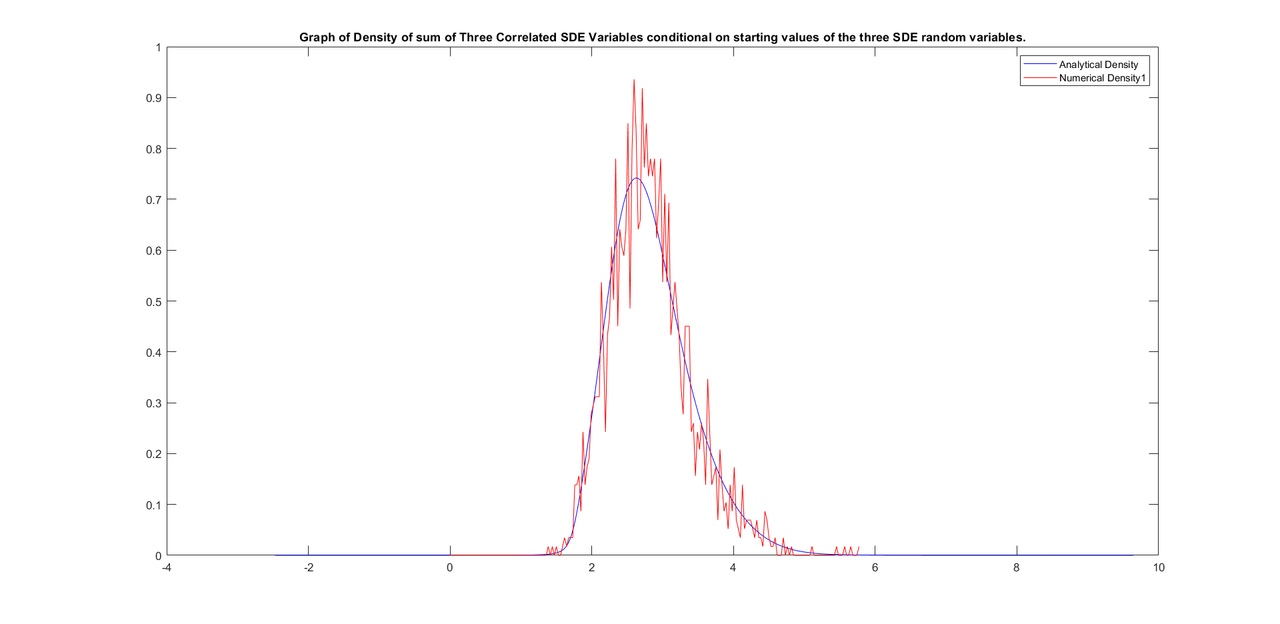 Graph of Density of sum of Three Correlated SDE Variables conditional on starting values of the three SDE random variables.
1
Analytical Density
Numerical Density1
0.9
0.8
0.7
0.6
0.5
0.4
0.3
0.2
0.1
0
-4 -2 0 2 4 6 8 10